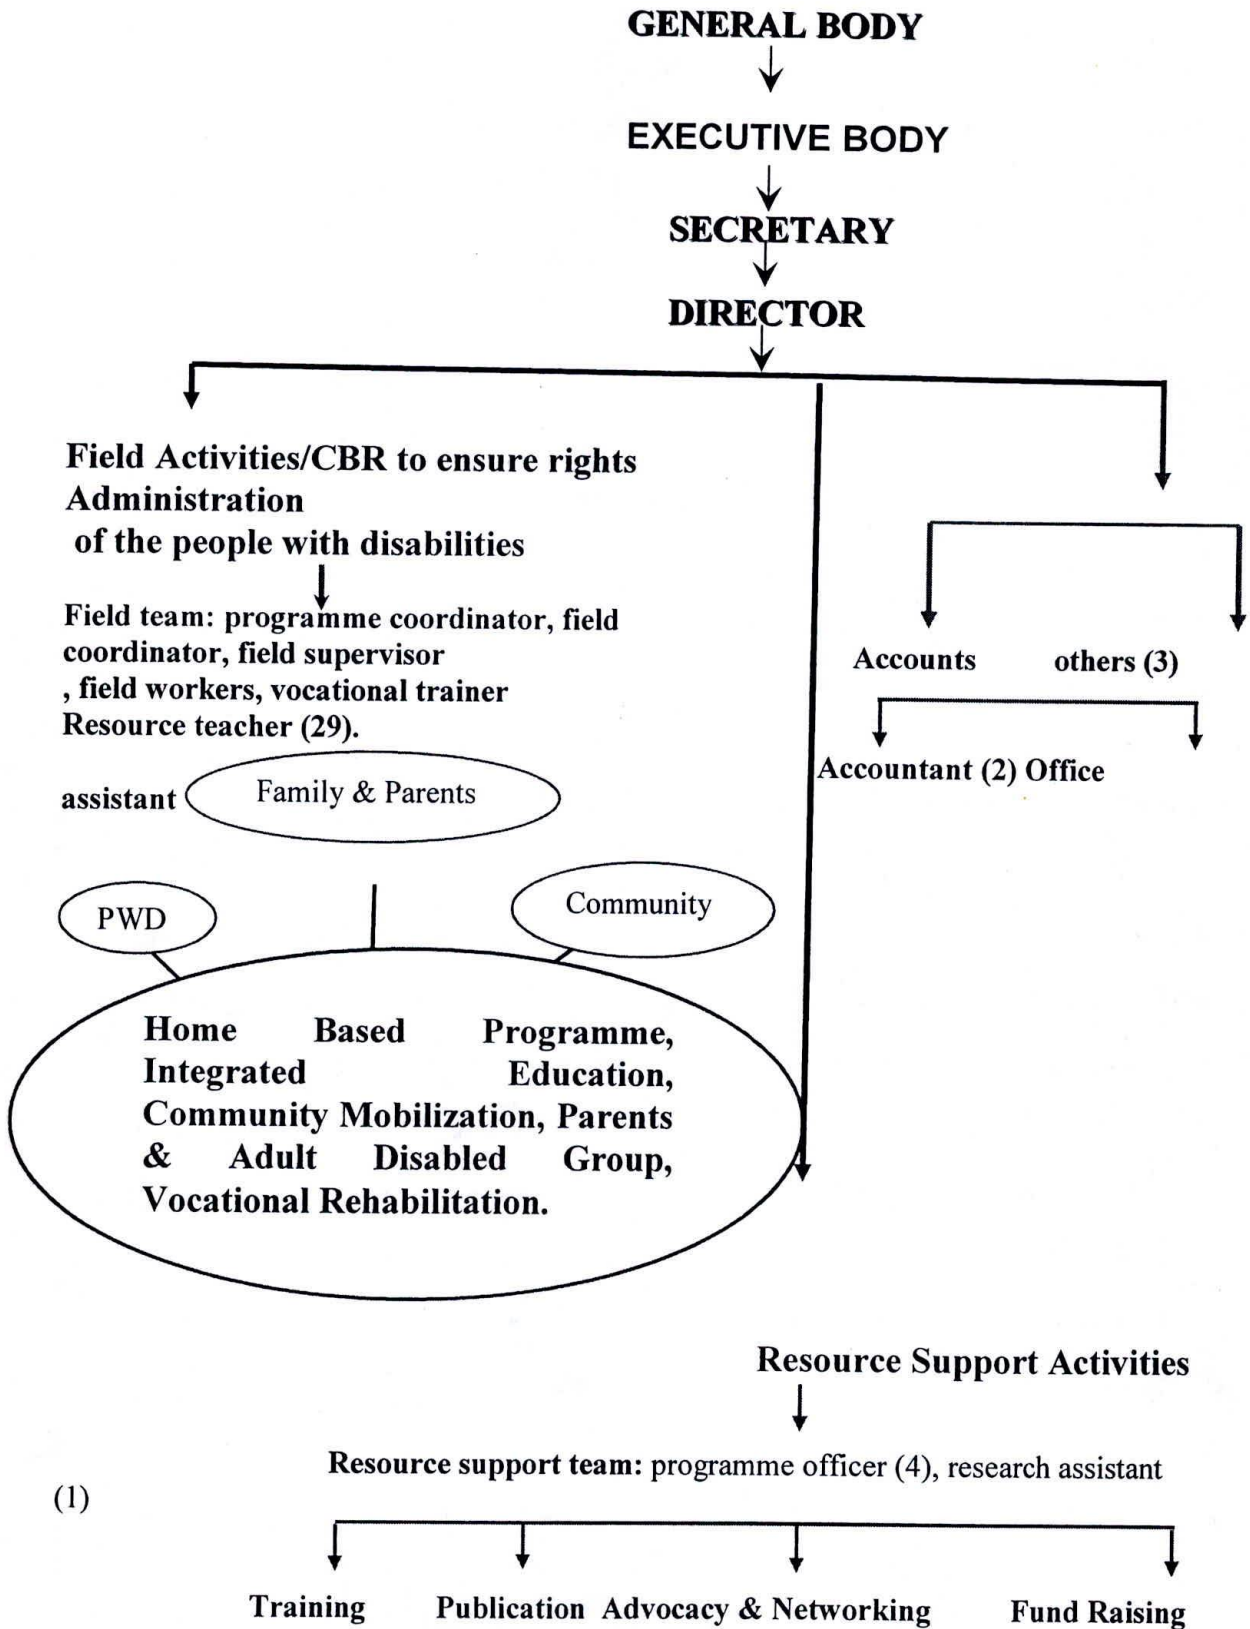 GENERAL BODY
EXECUTIVE BODY
SECRETARY
DIRECTOR
Field Activities/CBR to ensure rights
Administration
of the people with disabilities
Field team: programme coordinator, field
coordinator, field supervisor
, field workers, vocational trainer
Resource teacher (29).
Accounts others (3)
Accountant (2) Office
assistant
Family & Parents
PWD
Community
Home Based Programme,
Integrated Education,
Community Mobilization, Parents
& Adult Disabled Group,
Vocational Rehabilitation.
Resource Support Activities
Resource support team: programme officer (4), research assistant
(1)
Training Publication Advocacy & Networking Fund Raising